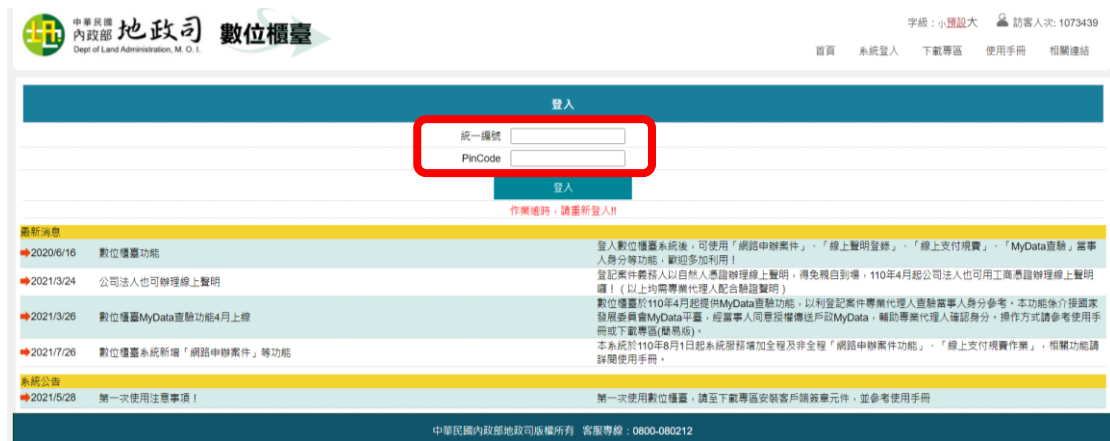 中華民國
內政部 地政司 數位櫃臺
Dept of Land Administration, M. O. I.
字級：小預設大 訪客人次: 1073439
首頁 系統登入 下載專區 使用手冊 相關連結
登入
統一編號
PinCode
登入
作業逾時，請重新登入!!
最新消息
2020/6/16 數位櫃臺功能 登入數位櫃臺系統後，可使用「網路申辦案件」、「線上聲明登錄」、「線上支付規費」、「MyData查驗」當事
人身分等功能，歡迎多加利用！
2021/3/24 公司法人也可辦理線上聲明 登記案件義務人以自然人憑證辦理線上聲明，得免親自到場，110年4月起公司法人也可用工商憑證辦理線上聲明
囉！（以上均需專業代理人配合驗證聲明）
2021/3/26 數位櫃臺MyData查驗功能4月上線 數位櫃臺於110年4月起提供MyData查驗功能，以利登記案件專業代理人查驗當事人身分參考。本功能係介接國家
發展委員會MyData平臺，經當事人同意授權傳送戶政MyData，輔助專業代理人確認身分。操作方式請參考使用手
冊或下載專區(簡易版)。
2021/7/26 數位櫃臺系統新增「網路申辦案件」等功能 本系統於110年8月1日起系統服務增加全程及非全程「網路申辦案件功能」、「線上支付規費作業」，相關功能請
詳閱使用手冊。
系統公告
2021/5/28 第一次使用注意事項！ 第一次使用數位櫃臺，請至下載專區安裝客戶端簽章元件，並參考使用手冊
中華民國內政部地政司版權所有 客服專線：0800-080212